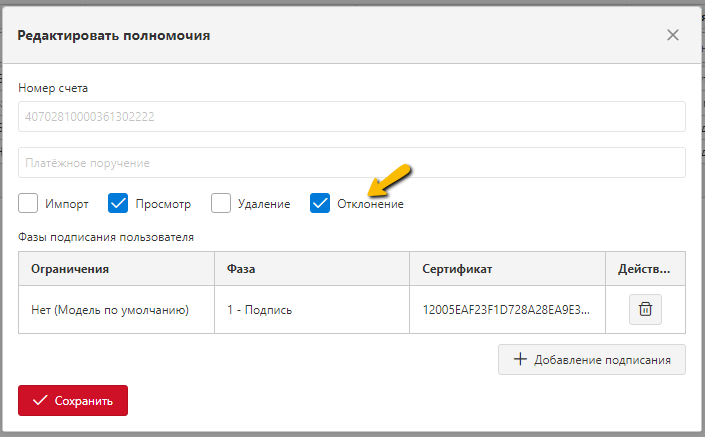 Редактировать полномочия
Номер счета
40702810000361302222
Платёжное поручение
Импорт Просмотр Удаление Отклонение
Фазы подписания пользователя
Ограничения Фаза Сертификат Действ...
Нет (Модель по умолчанию) 1 - Подпись 12005EAF23F1D728A28EA9E3...
Добавление подписания
Сохранить